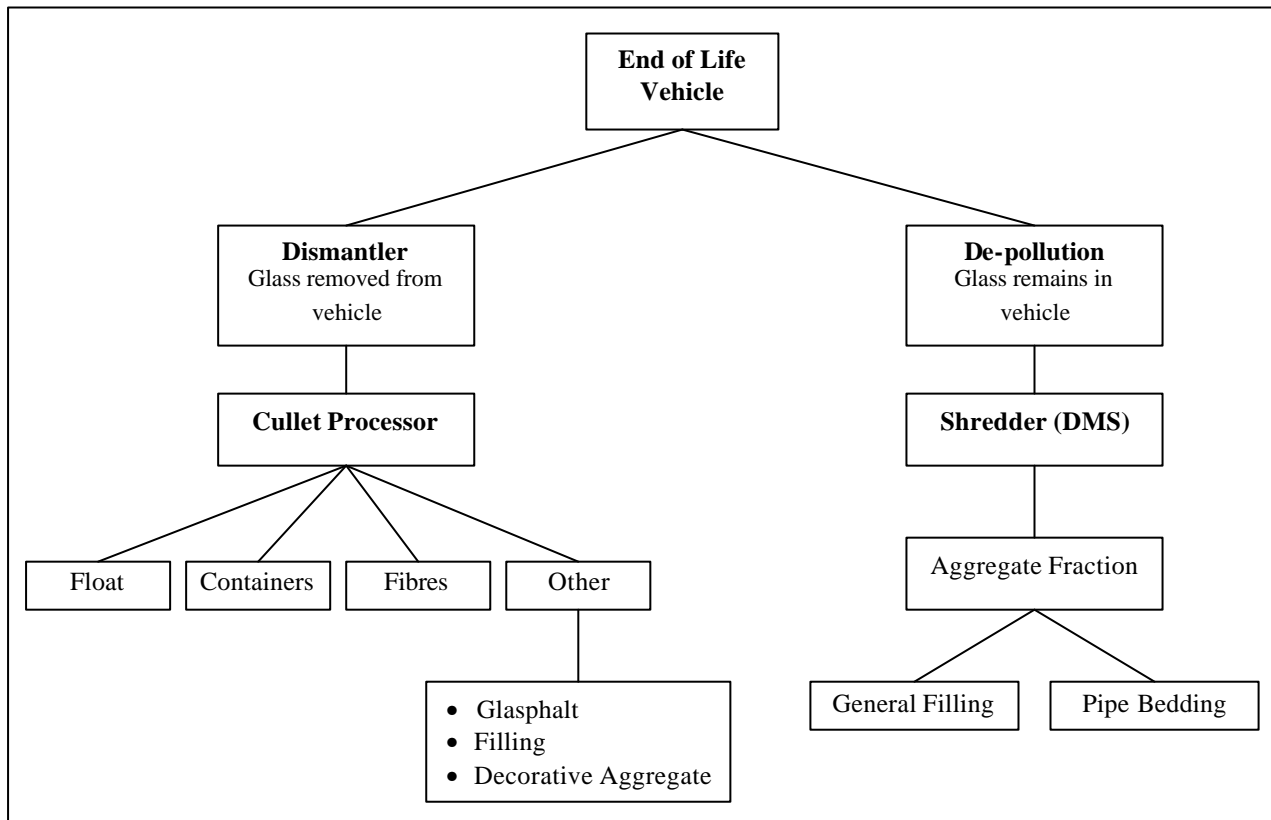 End of Life
Vehicle
Dismantler
Glass removed from
vehicle
De-pollution
Glass remains in
vehicle
Cullet Processor
Shredder (DMS)
Float
Containers
Fibres
Other
Aggregate Fraction
• Glasphalt
• Filling
• Decorative Aggregate
General Filling
Pipe Bedding